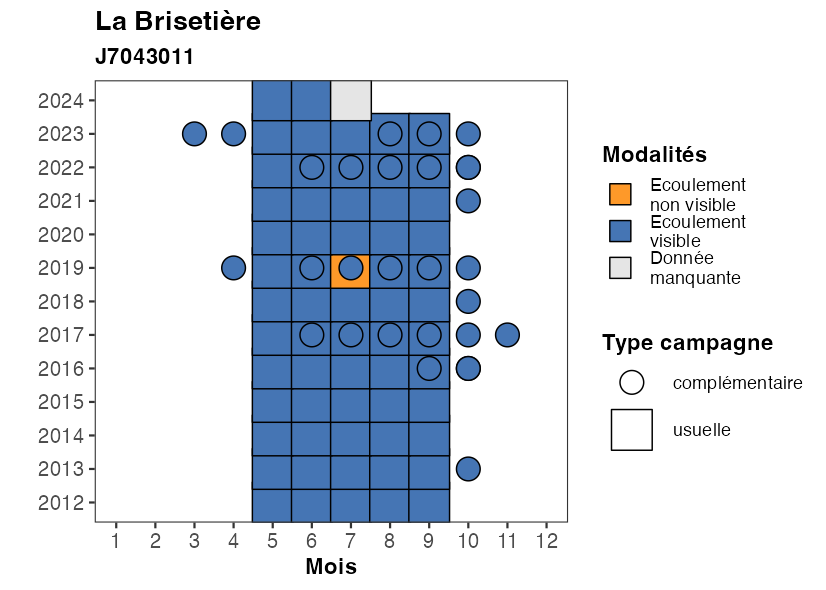 La Brisetière
J7043011
2024
2023
2022
2021
2020
2019
2018
2017
2016
2015
2014
2013
2012
1 2 3 4 5 6 7 8 9 10 11 12
Mois
Modalités
Ecoulement
non visible
Ecoulement
visible
Donnée
manquante
Type campagne
complémentaire
usuelle